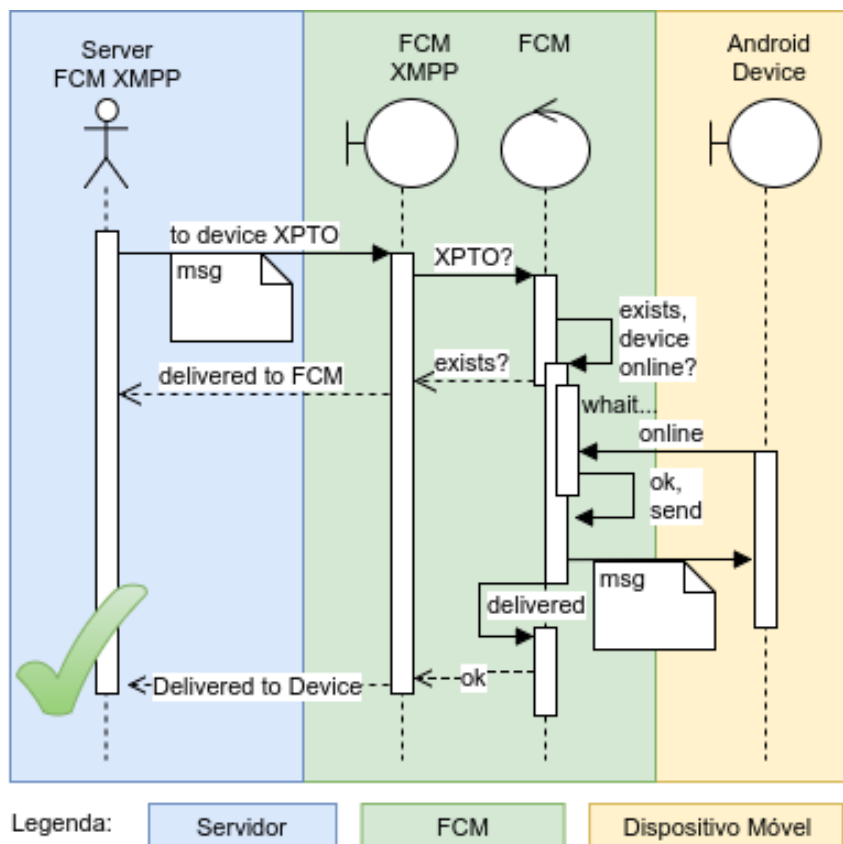 Server
FCM XMPP
FCM
XMPP
FCM
Android
Device
to device XPTO
msg
XPTO?
exists,
device
online?
exists?
delivered to FCM
whait...
online
ok,
send
msg
delivered
ok
Delivered to Device
Legenda:
Servidor
FCM
Dispositivo Móvel